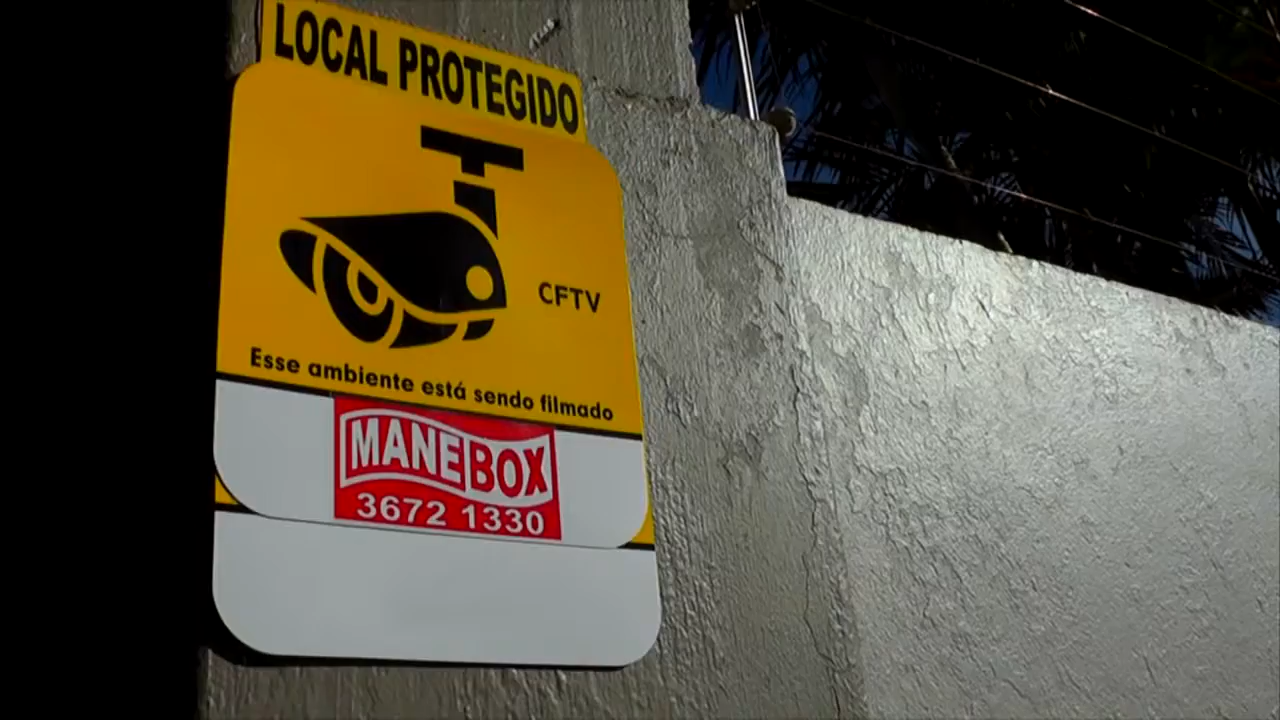 LOCAL PROTEGIDO
CFTV
Esse ambiente está sendo filmado
MANEBOX
3672 1330